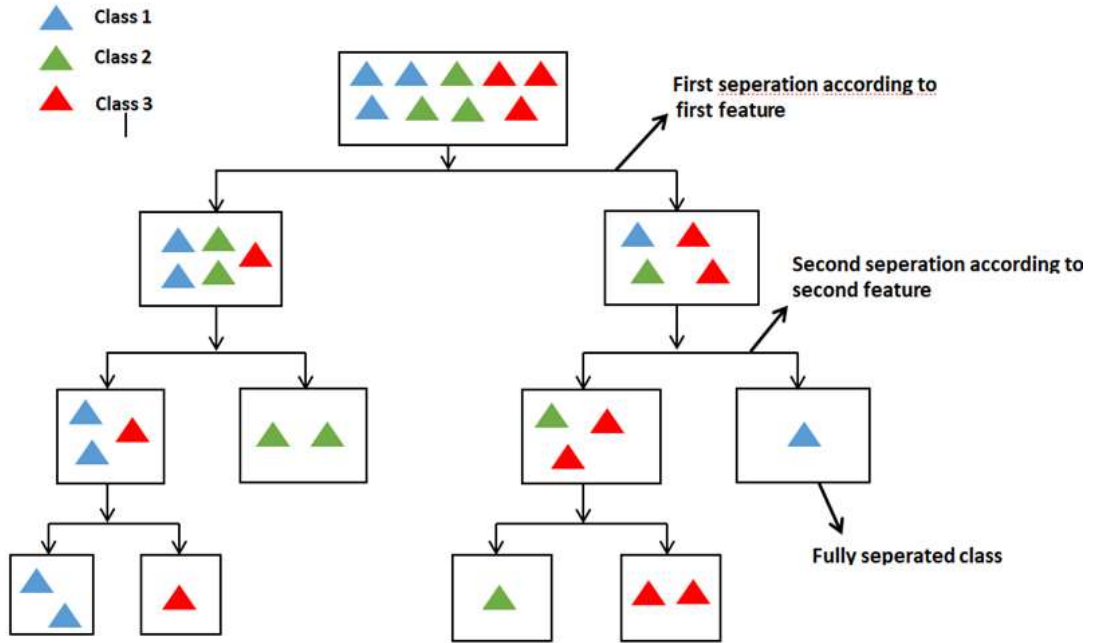 Class 1
Class 2
Class 3
First seperation according to
first feature
Second seperation according to
second feature
Fully seperated class